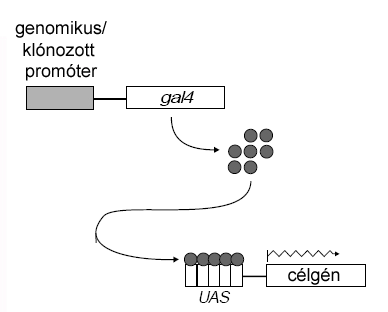 genomikus/
klónozott
promóter
gal4
UAS
célgén